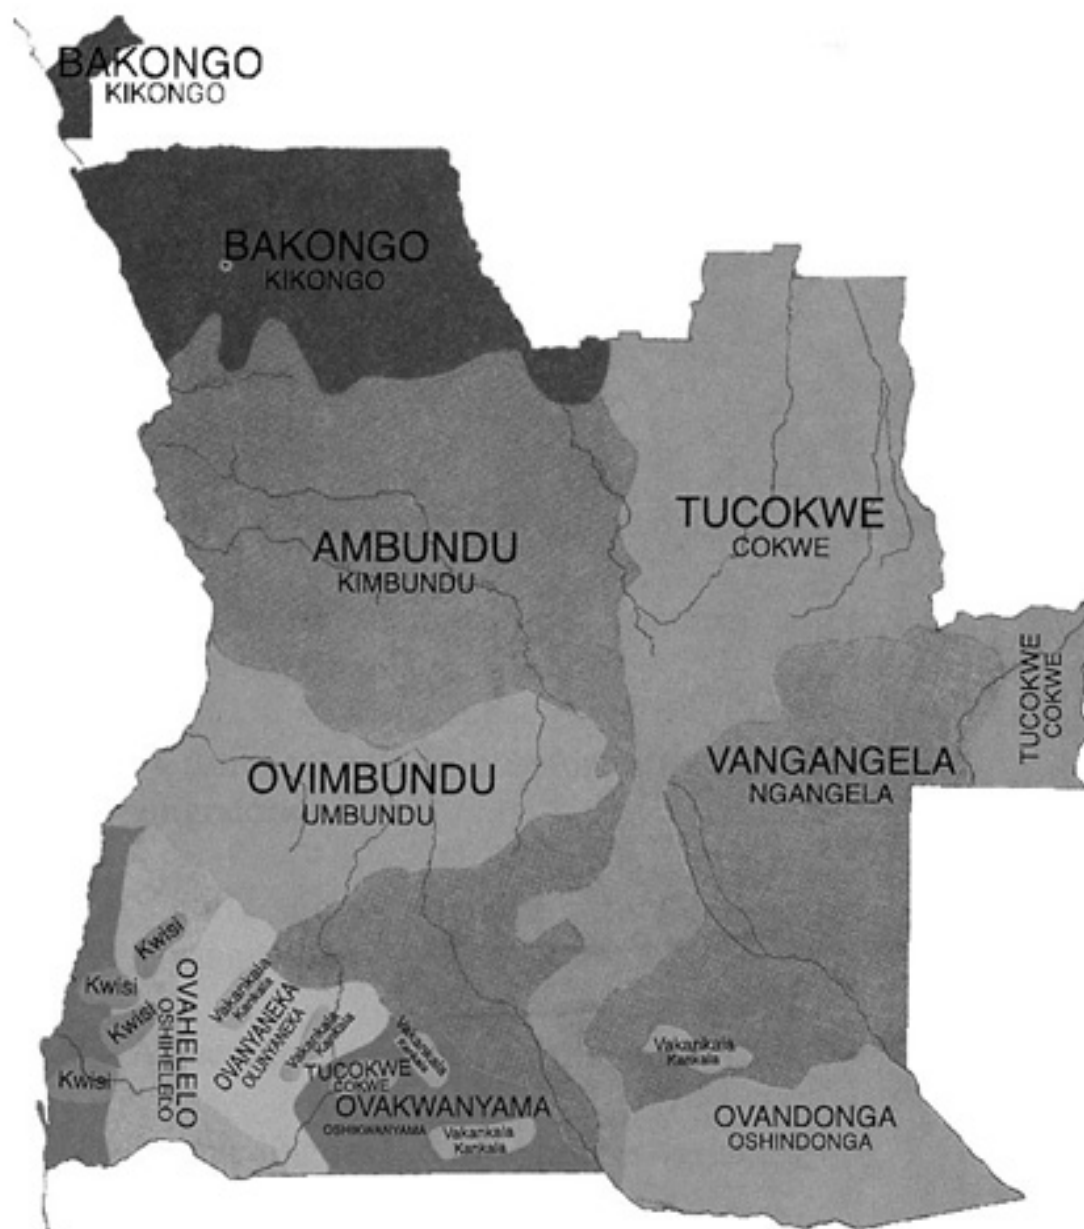 BAKONGO
KIKONGO
BAKONGO
KIKONGO
TUCOKWE
COKWE
AMBUNDU
KIMBUNDU
TUCOKWE
COKWE
VANGANGELA
NGANGELA
OVIMBUNDU
UMBUNDU
Kwisi
Kwisi
Kwisi
Kwisi
OVAHELELO
OSHIHELELO
Vakankala
Kankala
OVANYANEKA
OLUNYANEKA
Vakankala
Kankala
Vakankala
Kankala
TUCOKWE
COKWE
OVAKWANYAMA
OSHIKWANYAMA
Vakankala
Kankala
Vakankala
Kankala
OVANDONGA
OSHINDONGA